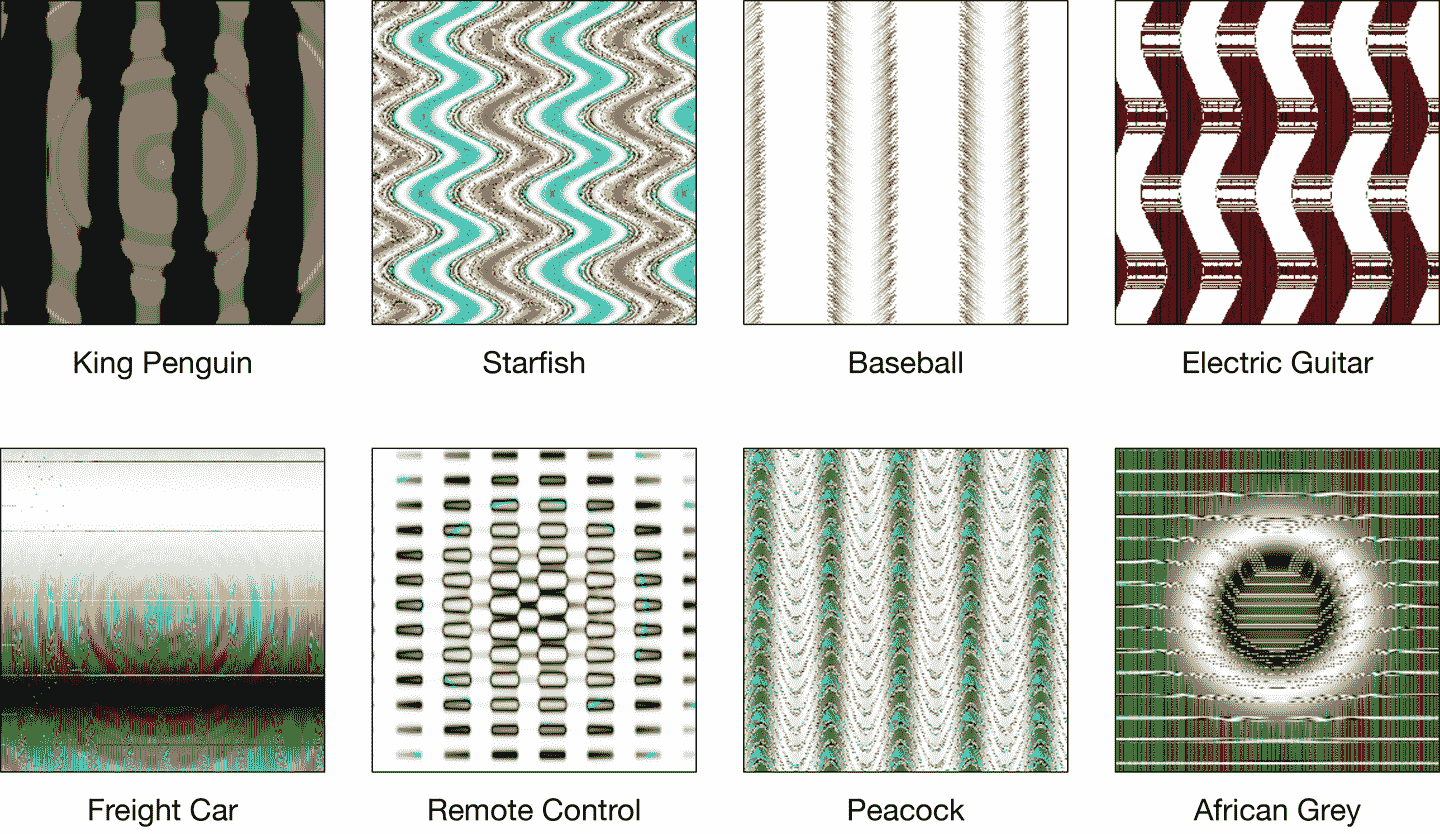 King Penguin
Starfish
Baseball
Electric Guitar
Freight Car
Remote Control
Peacock
African Grey